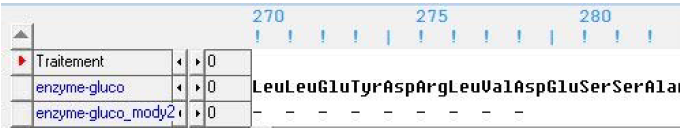 270 275 280
! ! ! ! | ! ! ! ! | ! ! !
Traitement 0
enzyme-gluco 0 LeuLeuGluTyrAspArgLeuValAspGluSerSerAla
enzyme-gluco_mody2 0 - - - - - - - - -